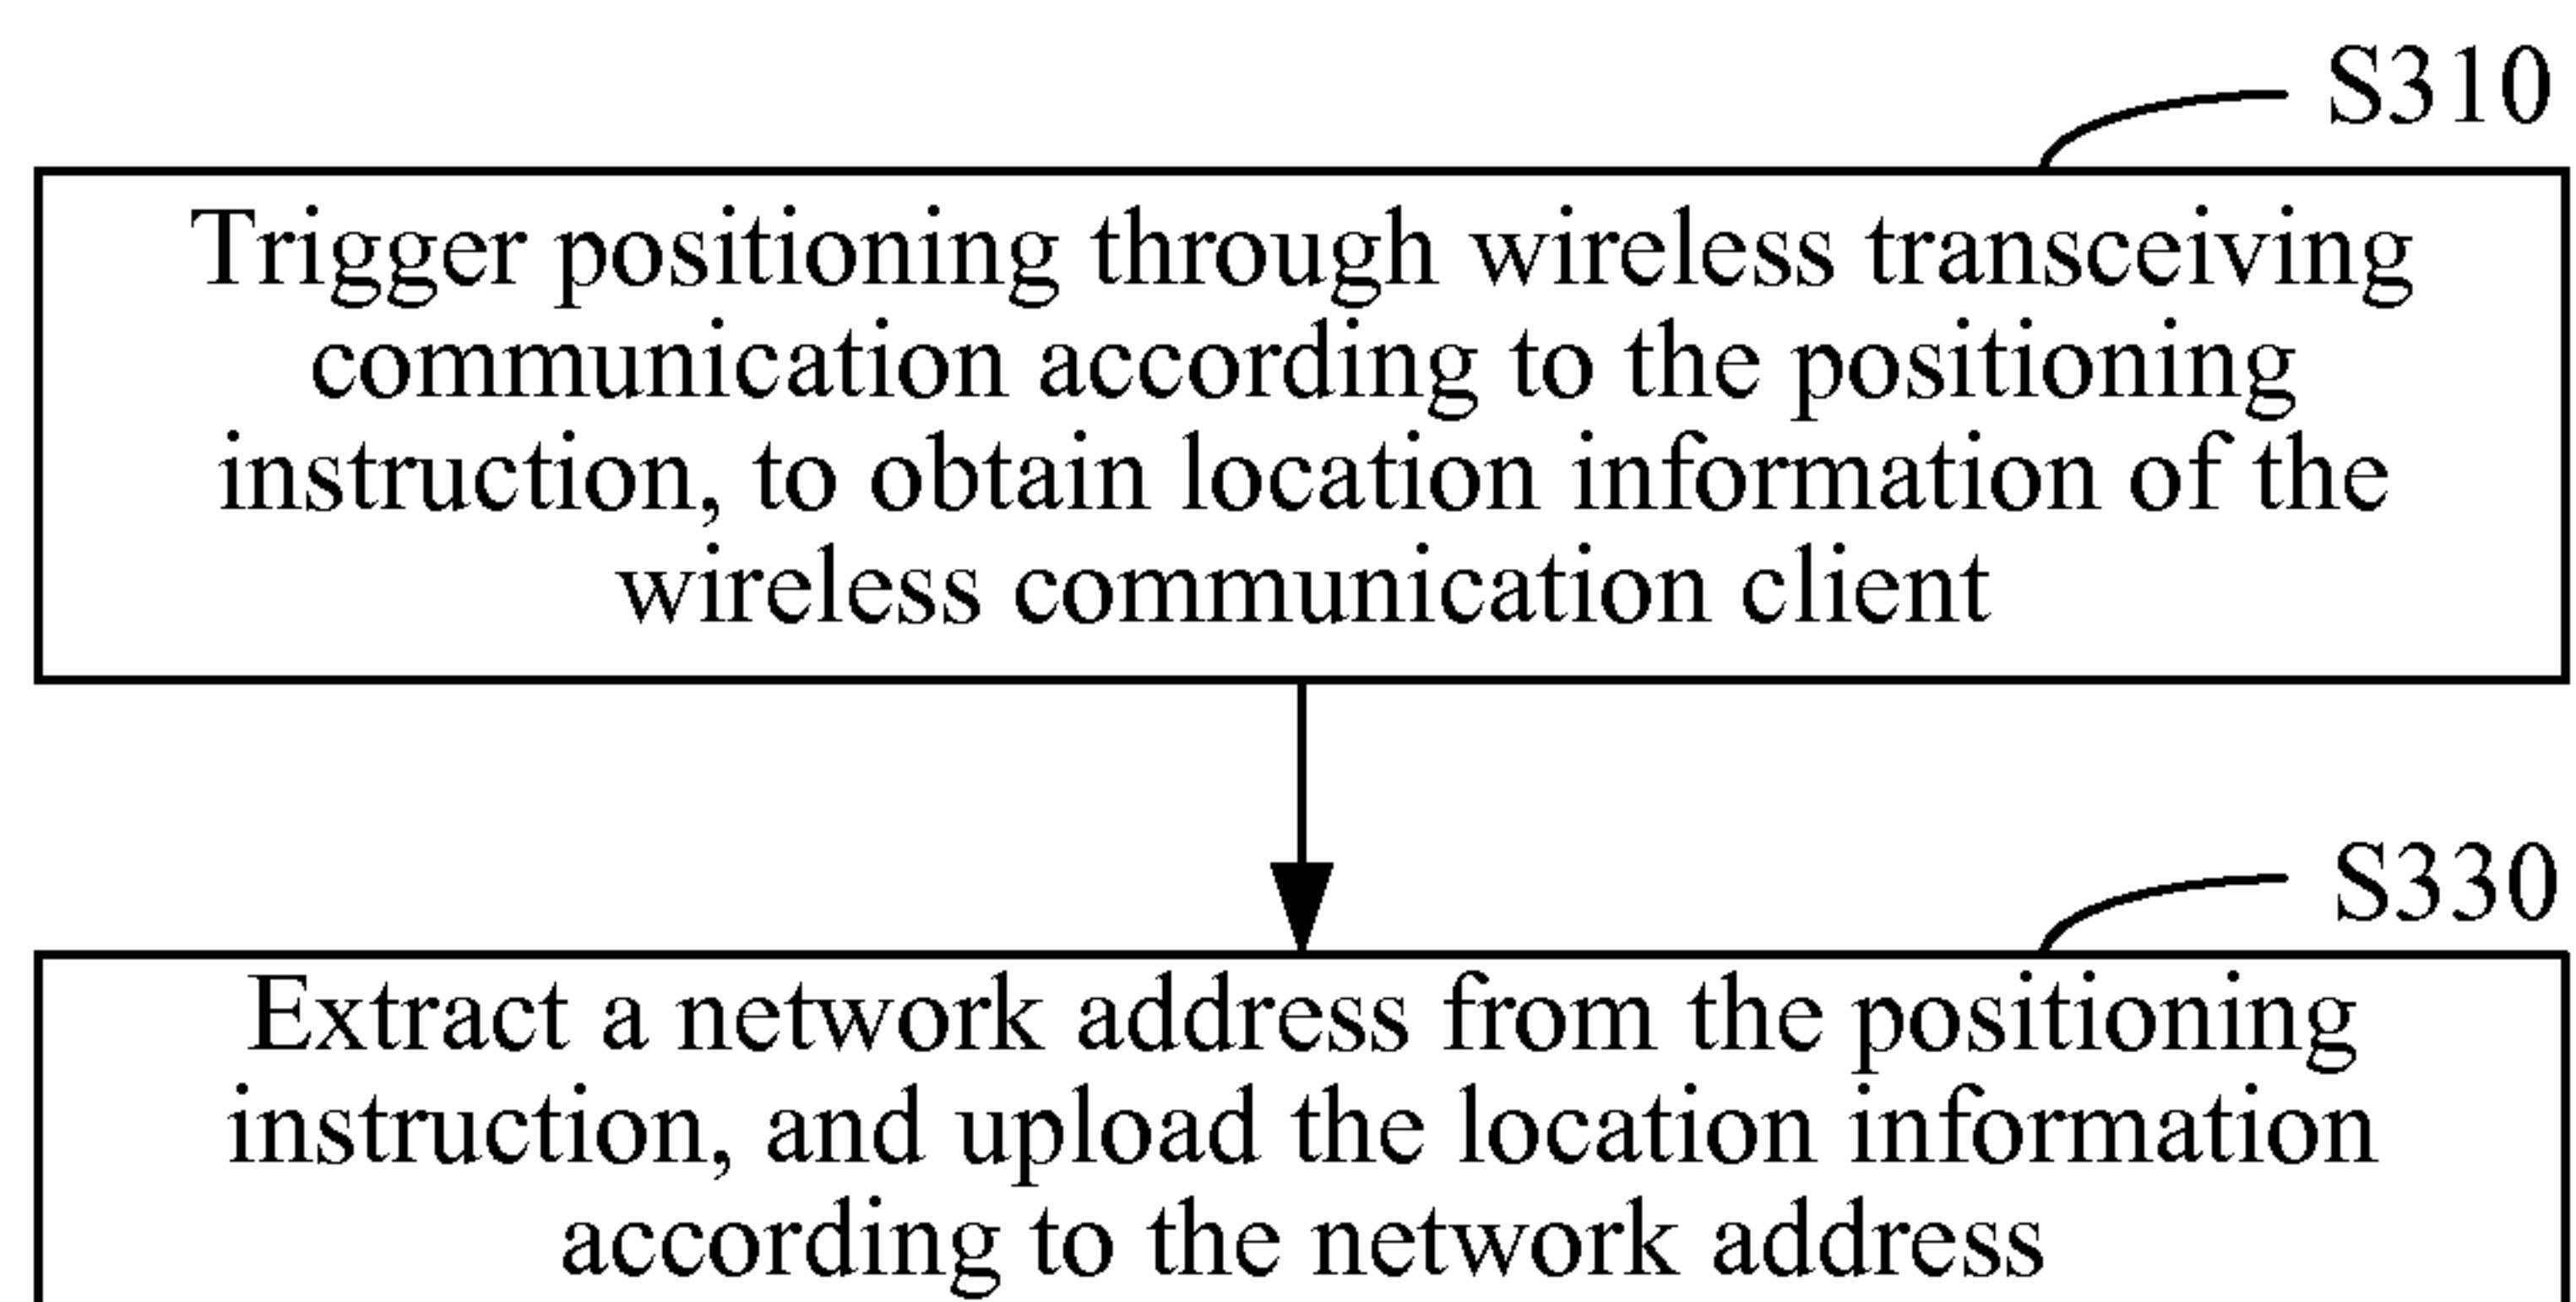 S310
Trigger positioning through wireless transceiving
communication according to the positioning
instruction, to obtain location information of the
wireless communication client
S330
Extract a network address from the positioning
instruction, and upload the location information
according to the network address